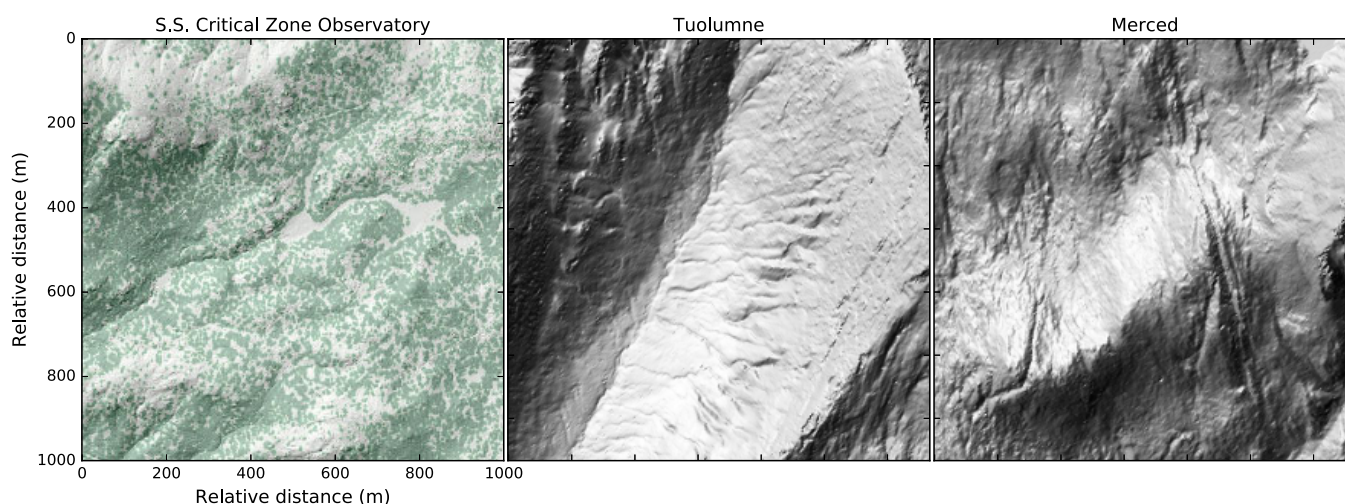 S.S. Critical Zone Observatory
Tuolumne
Merced
0
200
400
600
800
1000
Relative distance (m)
0
200
400
600
800
1000
Relative distance (m)